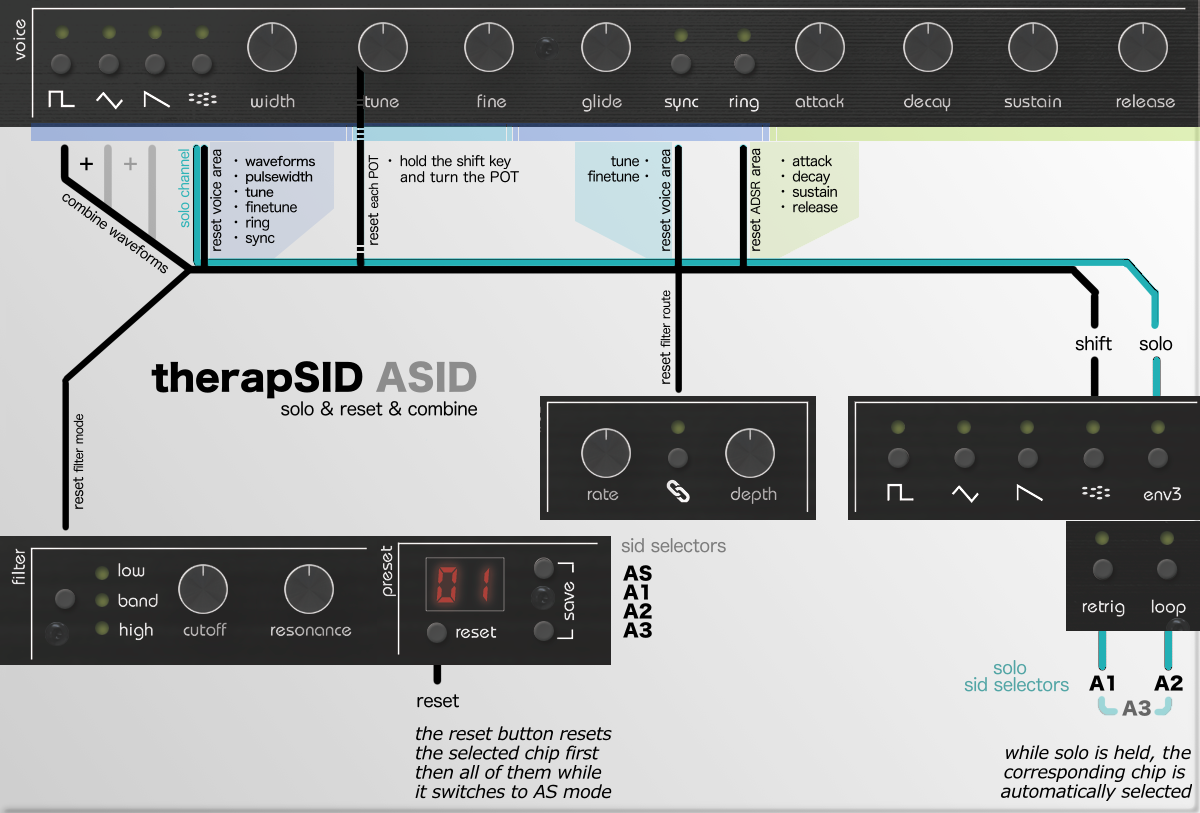 voice
width
tune
fine
glide
sync
ring
attack
decay
sustain
release
+
+
combine waveforms
solo channel
reset voice area
· waveforms
· pulsewidth
· tune
· finetune
· ring
· sync
reset each POT
· hold the shift key
and turn the POT
tune ·
finetune ·
reset voice area
reset ADSR area
· attack
· decay
· sustain
· release
reset filter route
shift
solo
therapSID ASID
solo & reset & combine
reset filter mode
rate
depth
env3
filter
low
band
high
cutoff
resonance
preset
01
reset
save
sid selectors
AS
A1
A2
A3
retrig
loop
solo
sid selectors
A1
A2
A3
reset
the reset button resets
the selected chip first
then all of them while
it switches to AS mode
while solo is held, the
corresponding chip is
automatically selected